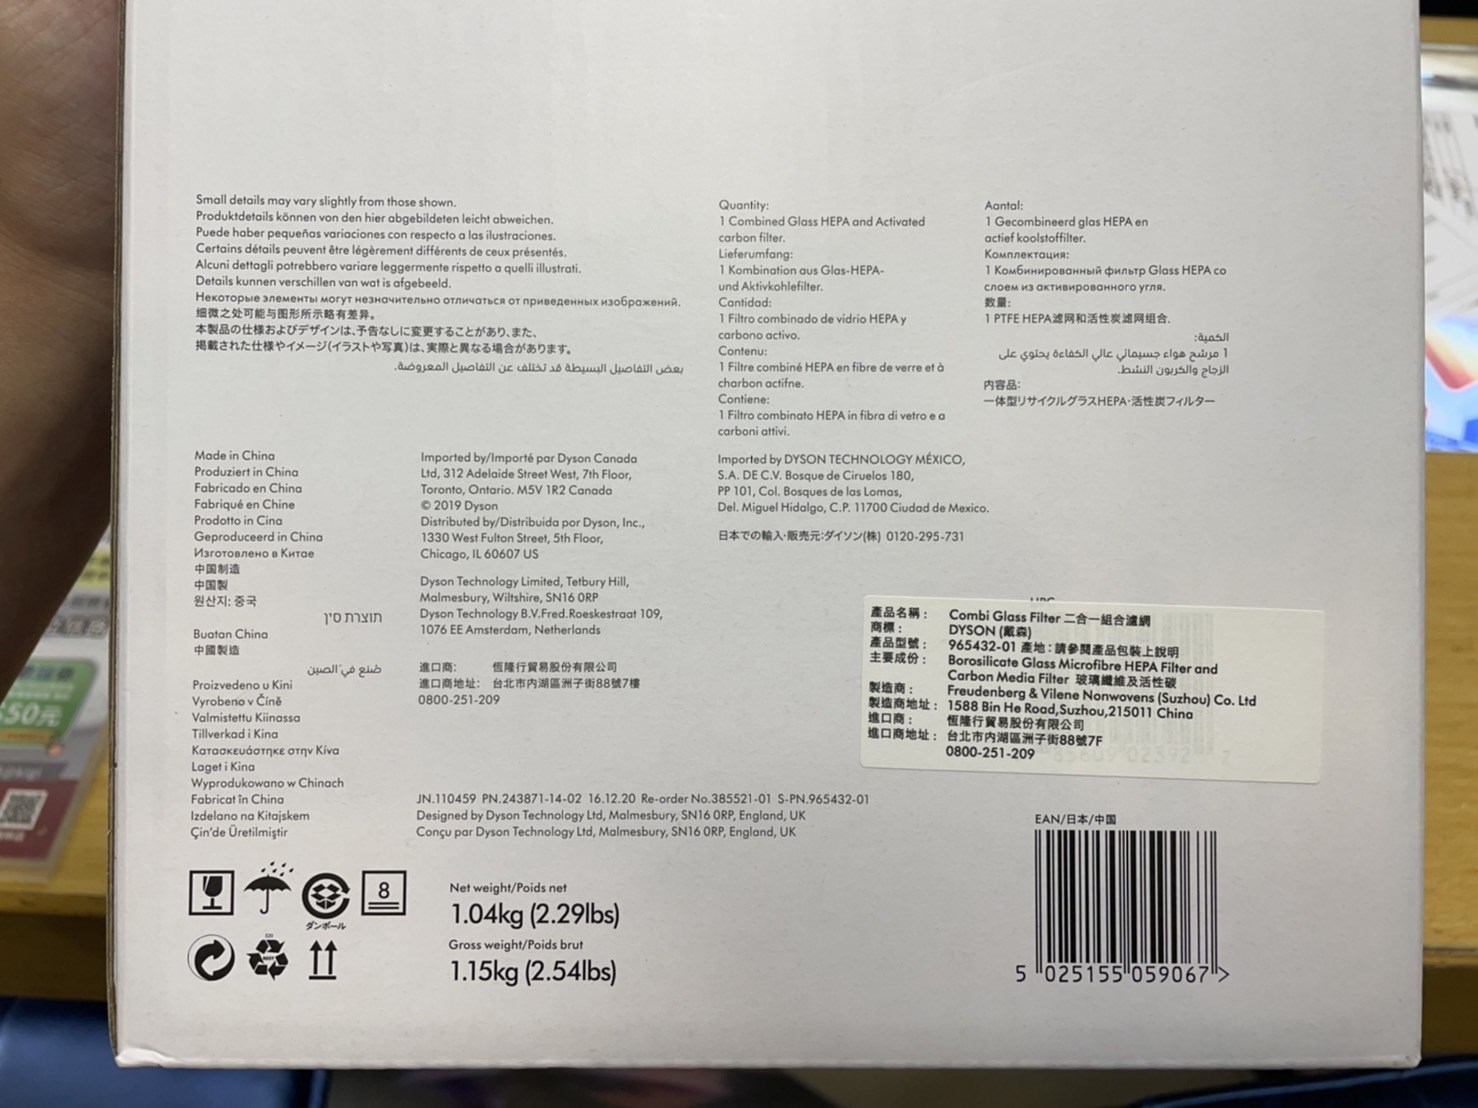 Small details may vary slightly from those shown.
Produktdetails können von den hier abgebildeten leicht abweichen.
Puede haber pequeñas variaciones con respecto a las ilustraciones.
Certains détails peuvent être légèrement différents de ceux présentés.
Alcuni dettagli potrebbero variare leggermente rispetto a quelli illustrati.
Details kunnen verschillen van wat is afgebeeld.
Некоторые элементы могут незначительно отличаться от приведенных изображений.
细微之处可能与图形所示略有差异。
本製品の仕様およびデザインは、予告なしに変更することがあり、また、
掲載された仕様やイメージ(イラストや写真)は、実際と異なる場合があります。
بعض التفاصيل البسيطة قد تختلف عن التفاصيل المعروضة.
Quantity:
1 Combined Glass HEPA and Activated
carbon filter.
Lieferumfang:
1 Kombination aus Glas-HEPA-
und Aktivkohlefilter.
Cantidad:
1 Filtro combinado de vidrio HEPA y
carbono activo.
Contenu:
1 Filtre combiné HEPA en fibre de verre et à
charbon actifne.
Contiene:
1 Filtro combinato HEPA in fibra di vetro e a
carboni attivi.
Aantal:
1 Gecombineerd glas HEPA en
actief koolstoffilter.
Комплектация:
1 Комбинированный фильтр Glass HEPA со
слоем из активированного угля.
数量:
1 PTFE HEPA滤网和活性炭滤网组合.
الكمية:
1 مرشح هواء جسيماتي عالي الكفاءة يحتوي على
الزجاج والكربون النشط.
内容品:
一体型リサイクルグラスHEPA・活性炭フィルター
Made in China
Produziert in China
Fabricado en China
Fabriqué en Chine
Prodotto in Cina
Geproduceerd in China
Изготовлено в Китае
中国制造
中国製
원산지: 중국
תוצרת סין
Buatan China
中國製造
صُنع في الصين
Proizvedeno u Kini
Vyrobeno v Číně
Valmistettu Kiinassa
Tillverkad i Kina
Κατασκευάστηκε στην Κίνα
Laget i Kina
Wyprodukowano w Chinach
Fabricat în China
Izdelano na Kitajskem
Çin'de Üretilmiştir
Imported by/Importé par Dyson Canada
Ltd, 312 Adelaide Street West, 7th Floor,
Toronto, Ontario. M5V 1R2 Canada
© 2019 Dyson
Distributed by/Distribuida por Dyson, Inc.,
1330 West Fulton Street, 5th Floor,
Chicago, IL 60607 US
Dyson Technology Limited, Tetbury Hill,
Malmesbury, Wiltshire, SN16 0RP
Dyson Technology B.V.Fred.Roeskestraat 109,
1076 EE Amsterdam, Netherlands
進口商: 恆隆行貿易股份有限公司
進口商地址: 台北市內湖區洲子街88號7樓
0800-251-209
Imported by DYSON TECHNOLOGY MÉXICO,
S.A. DE C.V. Bosque de Ciruelos 180,
PP 101, Col. Bosques de las Lomas,
Del. Miguel Hidalgo, C.P. 11700 Ciudad de Mexico.
日本での輸入・販売元:ダイソン(株) 0120-295-731
產品名稱: Combi Glass Filter 二合一組合濾網
商標: DYSON (戴森)
產品型號: 965432-01 產地:請參閱產品包裝上說明
主要成份: Borosilicate Glass Microfibre HEPA Filter and
Carbon Media Filter 玻璃纖維及活性碳
製造商: Freudenberg & Vilene Nonwovens (Suzhou) Co. Ltd
製造商地址: 1588 Bin He Road,Suzhou,215011 China
進口商: 恆隆行貿易股份有限公司
進口商地址: 台北市內湖區洲子街88號7F
0800-251-209
JN.110459 PN.243871-14-02 16.12.20 Re-order No.385521-01 S-PN.965432-01
Designed by Dyson Technology Ltd, Malmesbury, SN16 0RP, England, UK
Conçu par Dyson Technology Ltd, Malmesbury, SN16 0RP, England, UK
EAN/日本/中国
5 025155 059067 >
8
ダンボール
Net weight/Poids net
1.04kg (2.29lbs)
Gross weight/Poids brut
1.15kg (2.54lbs)
50元